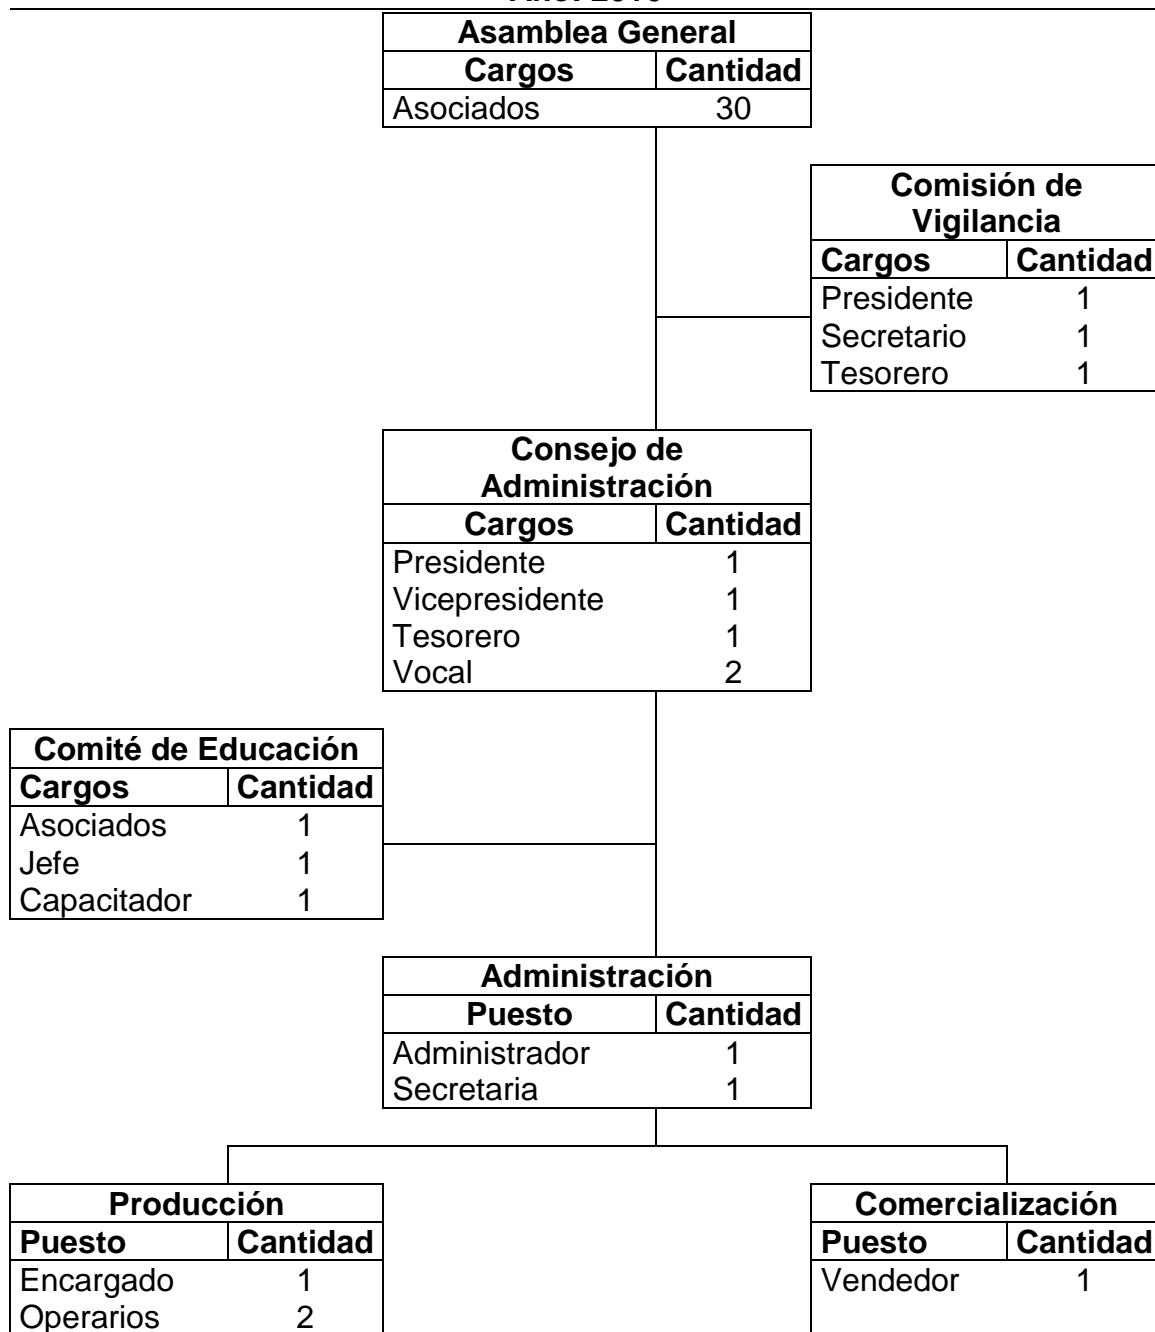 Asamblea General
Cargos Cantidad
Asociados 30
Comisión de
Vigilancia
Cargos Cantidad
Presidente 1
Secretario 1
Tesorero 1
Consejo de
Administración
Cargos Cantidad
Presidente 1
Vicepresidente 1
Tesorero 1
Vocal 2
Comité de Educación
Cargos Cantidad
Asociados 1
Jefe 1
Capacitador 1
Administración
Puesto Cantidad
Administrador 1
Secretaria 1
Producción
Puesto Cantidad
Encargado 1
Operarios 2
Comercialización
Puesto Cantidad
Vendedor 1